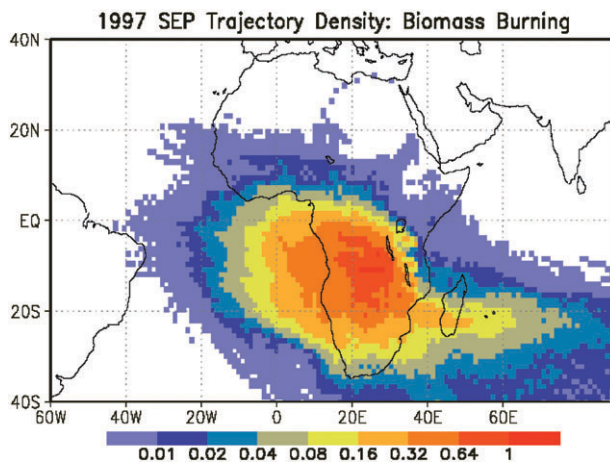 1997 SEP Trajectory Density: Biomass Burning
40N
20N
EQ
20S
40S
60W 40W 20W 0 20E 40E 60E
0.01 0.02 0.04 0.08 0.16 0.32 0.64 1